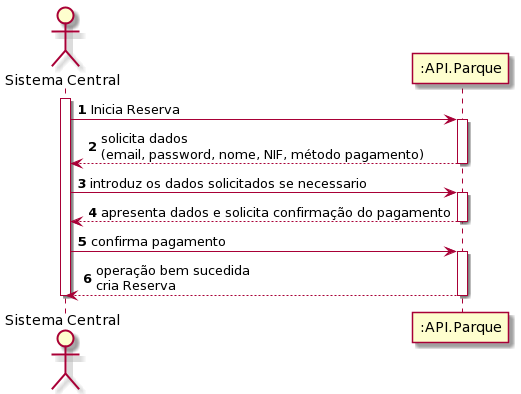 Sistema Central
:API.Parque
1 Inicia Reserva
2 solicita dados
(email, password, nome, NIF, método pagamento)
3 introduz os dados solicitados se necessario
4 apresenta dados e solicita confirmação do pagamento
5 confirma pagamento
6 operação bem sucedida
cria Reserva
Sistema Central
:API.Parque